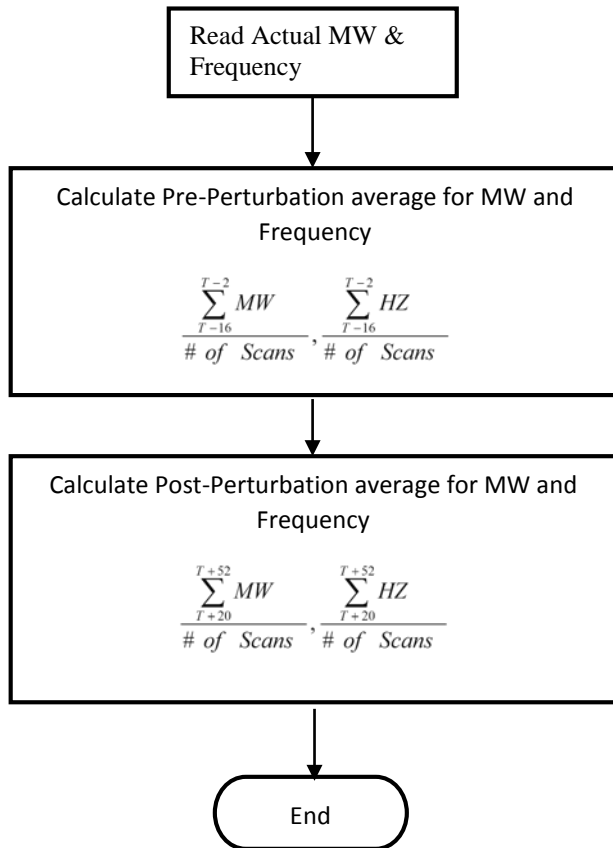 Read Actual MW &
Frequency
Calculate Pre-Perturbation average for MW and
Frequency
T−2 T−2
∑ MW ∑ HZ
T−16 , T−16
# of Scans # of Scans
Calculate Post-Perturbation average for MW and
Frequency
T+52 T+52
∑ MW ∑ HZ
T+20 , T+20
# of Scans # of Scans
End